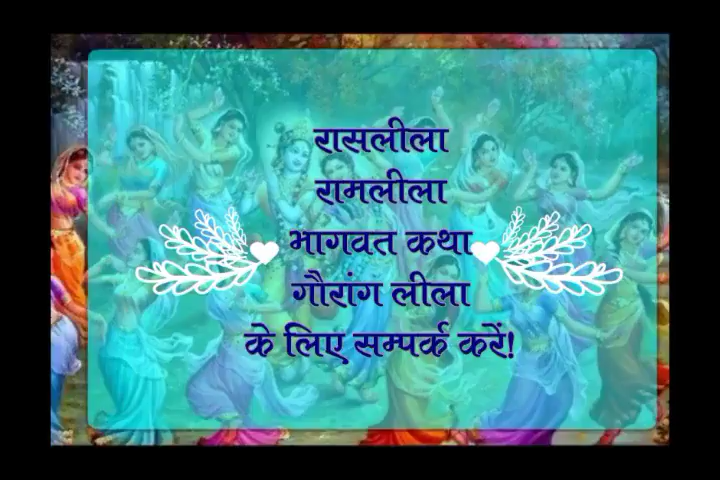 रासलीला
रामलीला
भागवत कथा
गौरांग लीला
के लिए सम्पर्क करें!